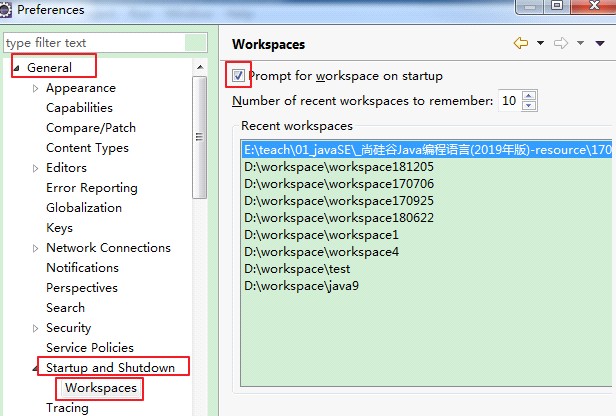 Preferences
type filter text
General
Appearance
Capabilities
Compare/Patch
Content Types
Editors
Error Reporting
Globalization
Keys
Network Connections
Notifications
Perspectives
Search
Security
Service Policies
Startup and Shutdown
Workspaces
Tracing
Workspaces
Prompt for workspace on startup
Number of recent workspaces to remember: 10
Recent workspaces
E:\teach\01_javaSE\_尚硅谷Java编程语言(2019年版)-resource\170
D:\workspace\workspace181205
D:\workspace\workspace170706
D:\workspace\workspace170925
D:\workspace\workspace180622
D:\workspace\workspace1
D:\workspace\workspace4
D:\workspace\test
D:\workspace\java9